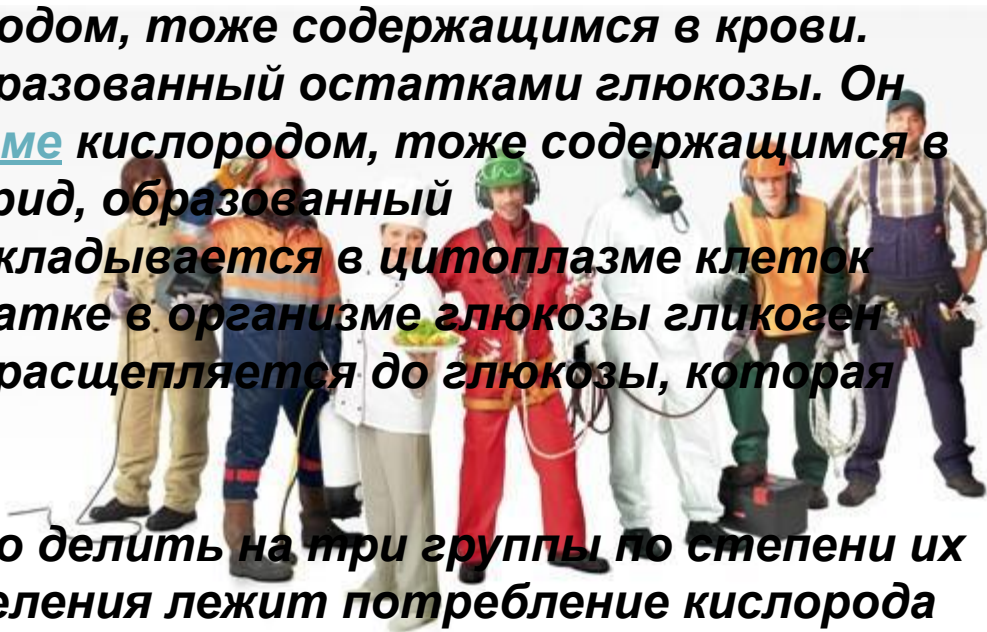 одом, тоже содержащимся в крови.
разованный остатками глюкозы. Он
ме кислородом, тоже содержащимся в
рид, образованный
кладывается в цитоплазме клеток
атке в организме глюкозы гликоген
расщепляется до глюкозы, которая
о делить на три группы по степени их
еления лежит потребление кислорода